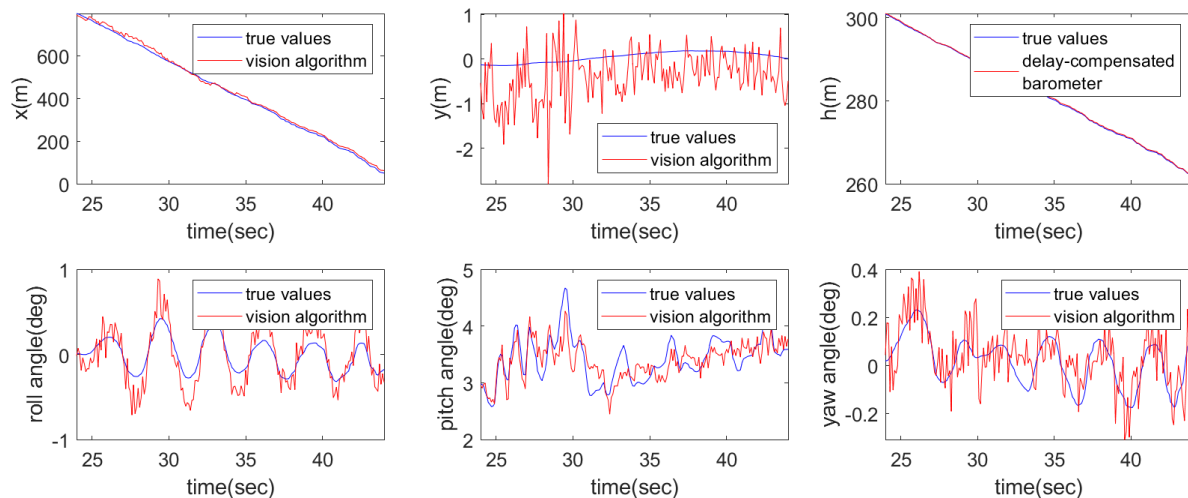 x(m)
600
400
200
0
25
30
35
40
time(sec)
true values
vision algorithm
y(m)
1
0
-1
-2
25
30
35
40
time(sec)
true values
vision algorithm
h(m)
300
280
260
25
30
35
40
time(sec)
true values
delay-compensated
barometer
roll angle(deg)
1
0
-1
25
30
35
40
time(sec)
true values
vision algorithm
pitch angle(deg)
5
4
3
2
25
30
35
40
time(sec)
true values
vision algorithm
yaw angle(deg)
0.4
0.2
0
-0.2
25
30
35
40
time(sec)
true values
vision algorithm